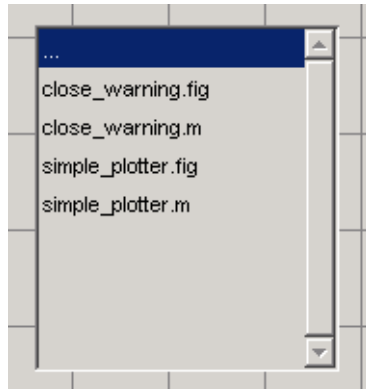 ...
close_warning.fig
close_warning.m
simple_plotter.fig
simple_plotter.m